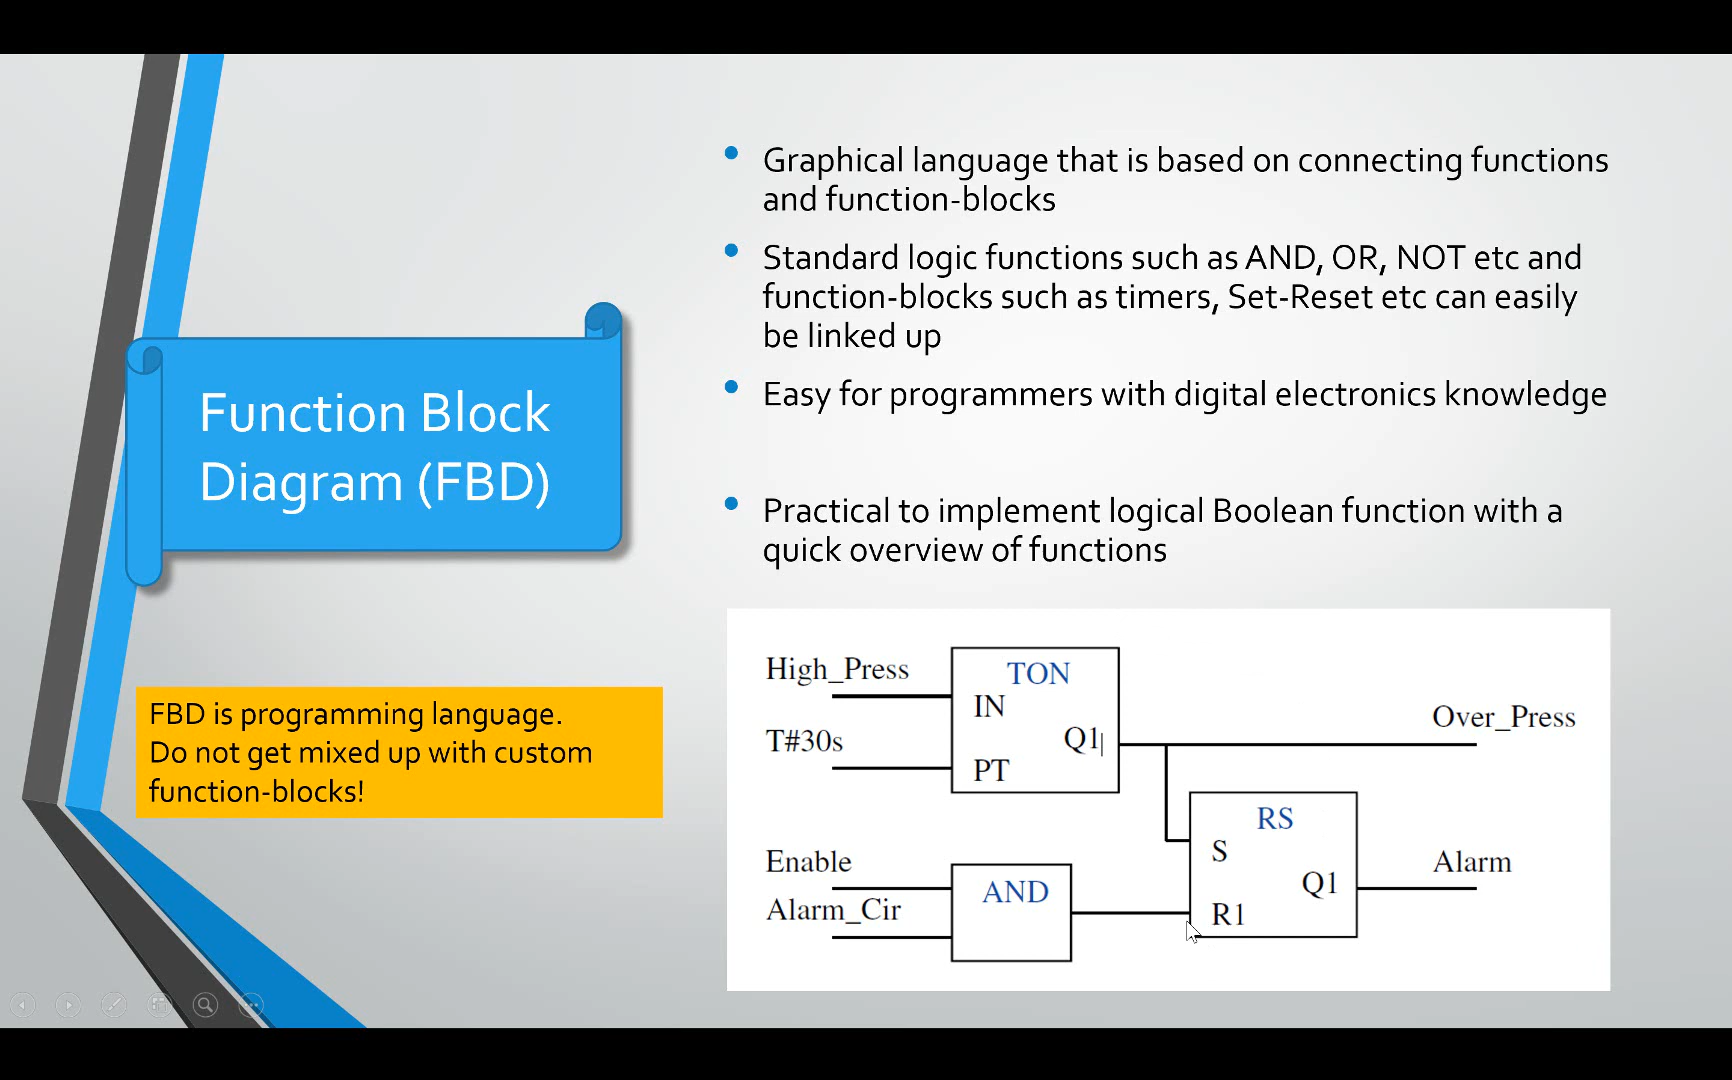 Function Block
Diagram (FBD)
FBD is programming language.
Do not get mixed up with custom
function-blocks!
Graphical language that is based on connecting functions
and function-blocks
Standard logic functions such as AND, OR, NOT etc and
function-blocks such as timers, Set-Reset etc can easily
be linked up
Easy for programmers with digital electronics knowledge
Practical to implement logical Boolean function with a
quick overview of functions
High_Press
TON
IN
T#30s
Q1
PT
Over_Press
Enable
AND
Alarm_Cir
RS
S
Q1
R1
Alarm